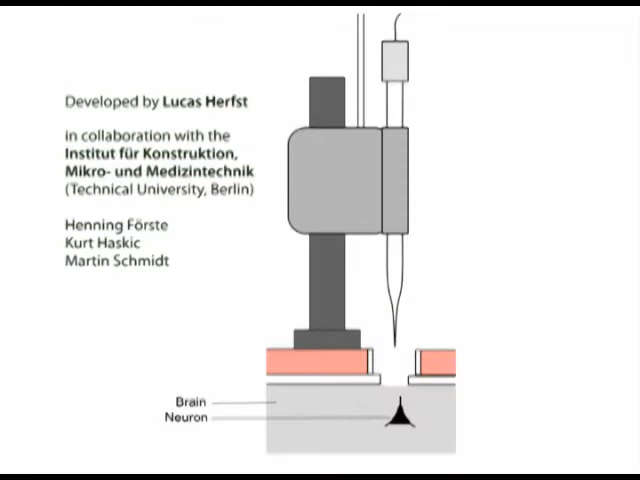 Developed by Lucas Herfst
in collaboration with the
Institut für Konstruktion,
Mikro- und Medizintechnik
(Technical University, Berlin)
Henning Förste
Kurt Haskic
Martin Schmidt
Brain
Neuron